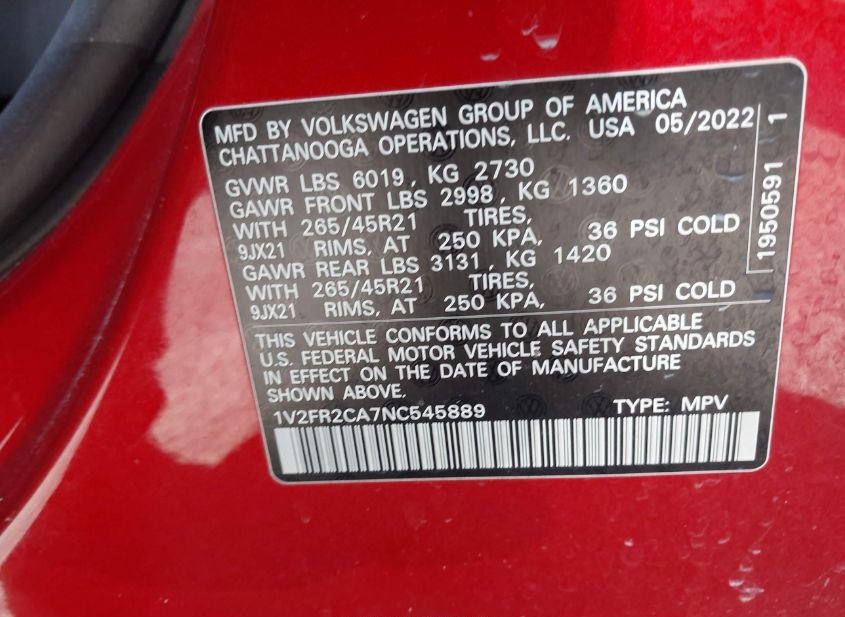 MFD BY VOLKSWAGEN GROUP OF AMERICA
CHATTANOOGA OPERATIONS, LLC. USA 05/2022
GVWR LBS 6019, KG 2730
GAWR FRONT LBS 2998, KG 1360
WITH 265/45R21 TIRES,
9JX21 RIMS, AT 250 KPA, 36 PSI COLD
GAWR REAR LBS 3131, KG 1420
WITH 265/45R21 TIRES,
9JX21 RIMS, AT 250 KPA, 36 PSI COLD
THIS VEHICLE CONFORMS TO ALL APPLICABLE
U.S. FEDERAL MOTOR VEHICLE SAFETY STANDARDS
IN EFFECT ON THE DATE OF MANUFACTURE
SHOWN ABOVE.
1V2FR2CA7NC545889 TYPE: MPV
1950591 1